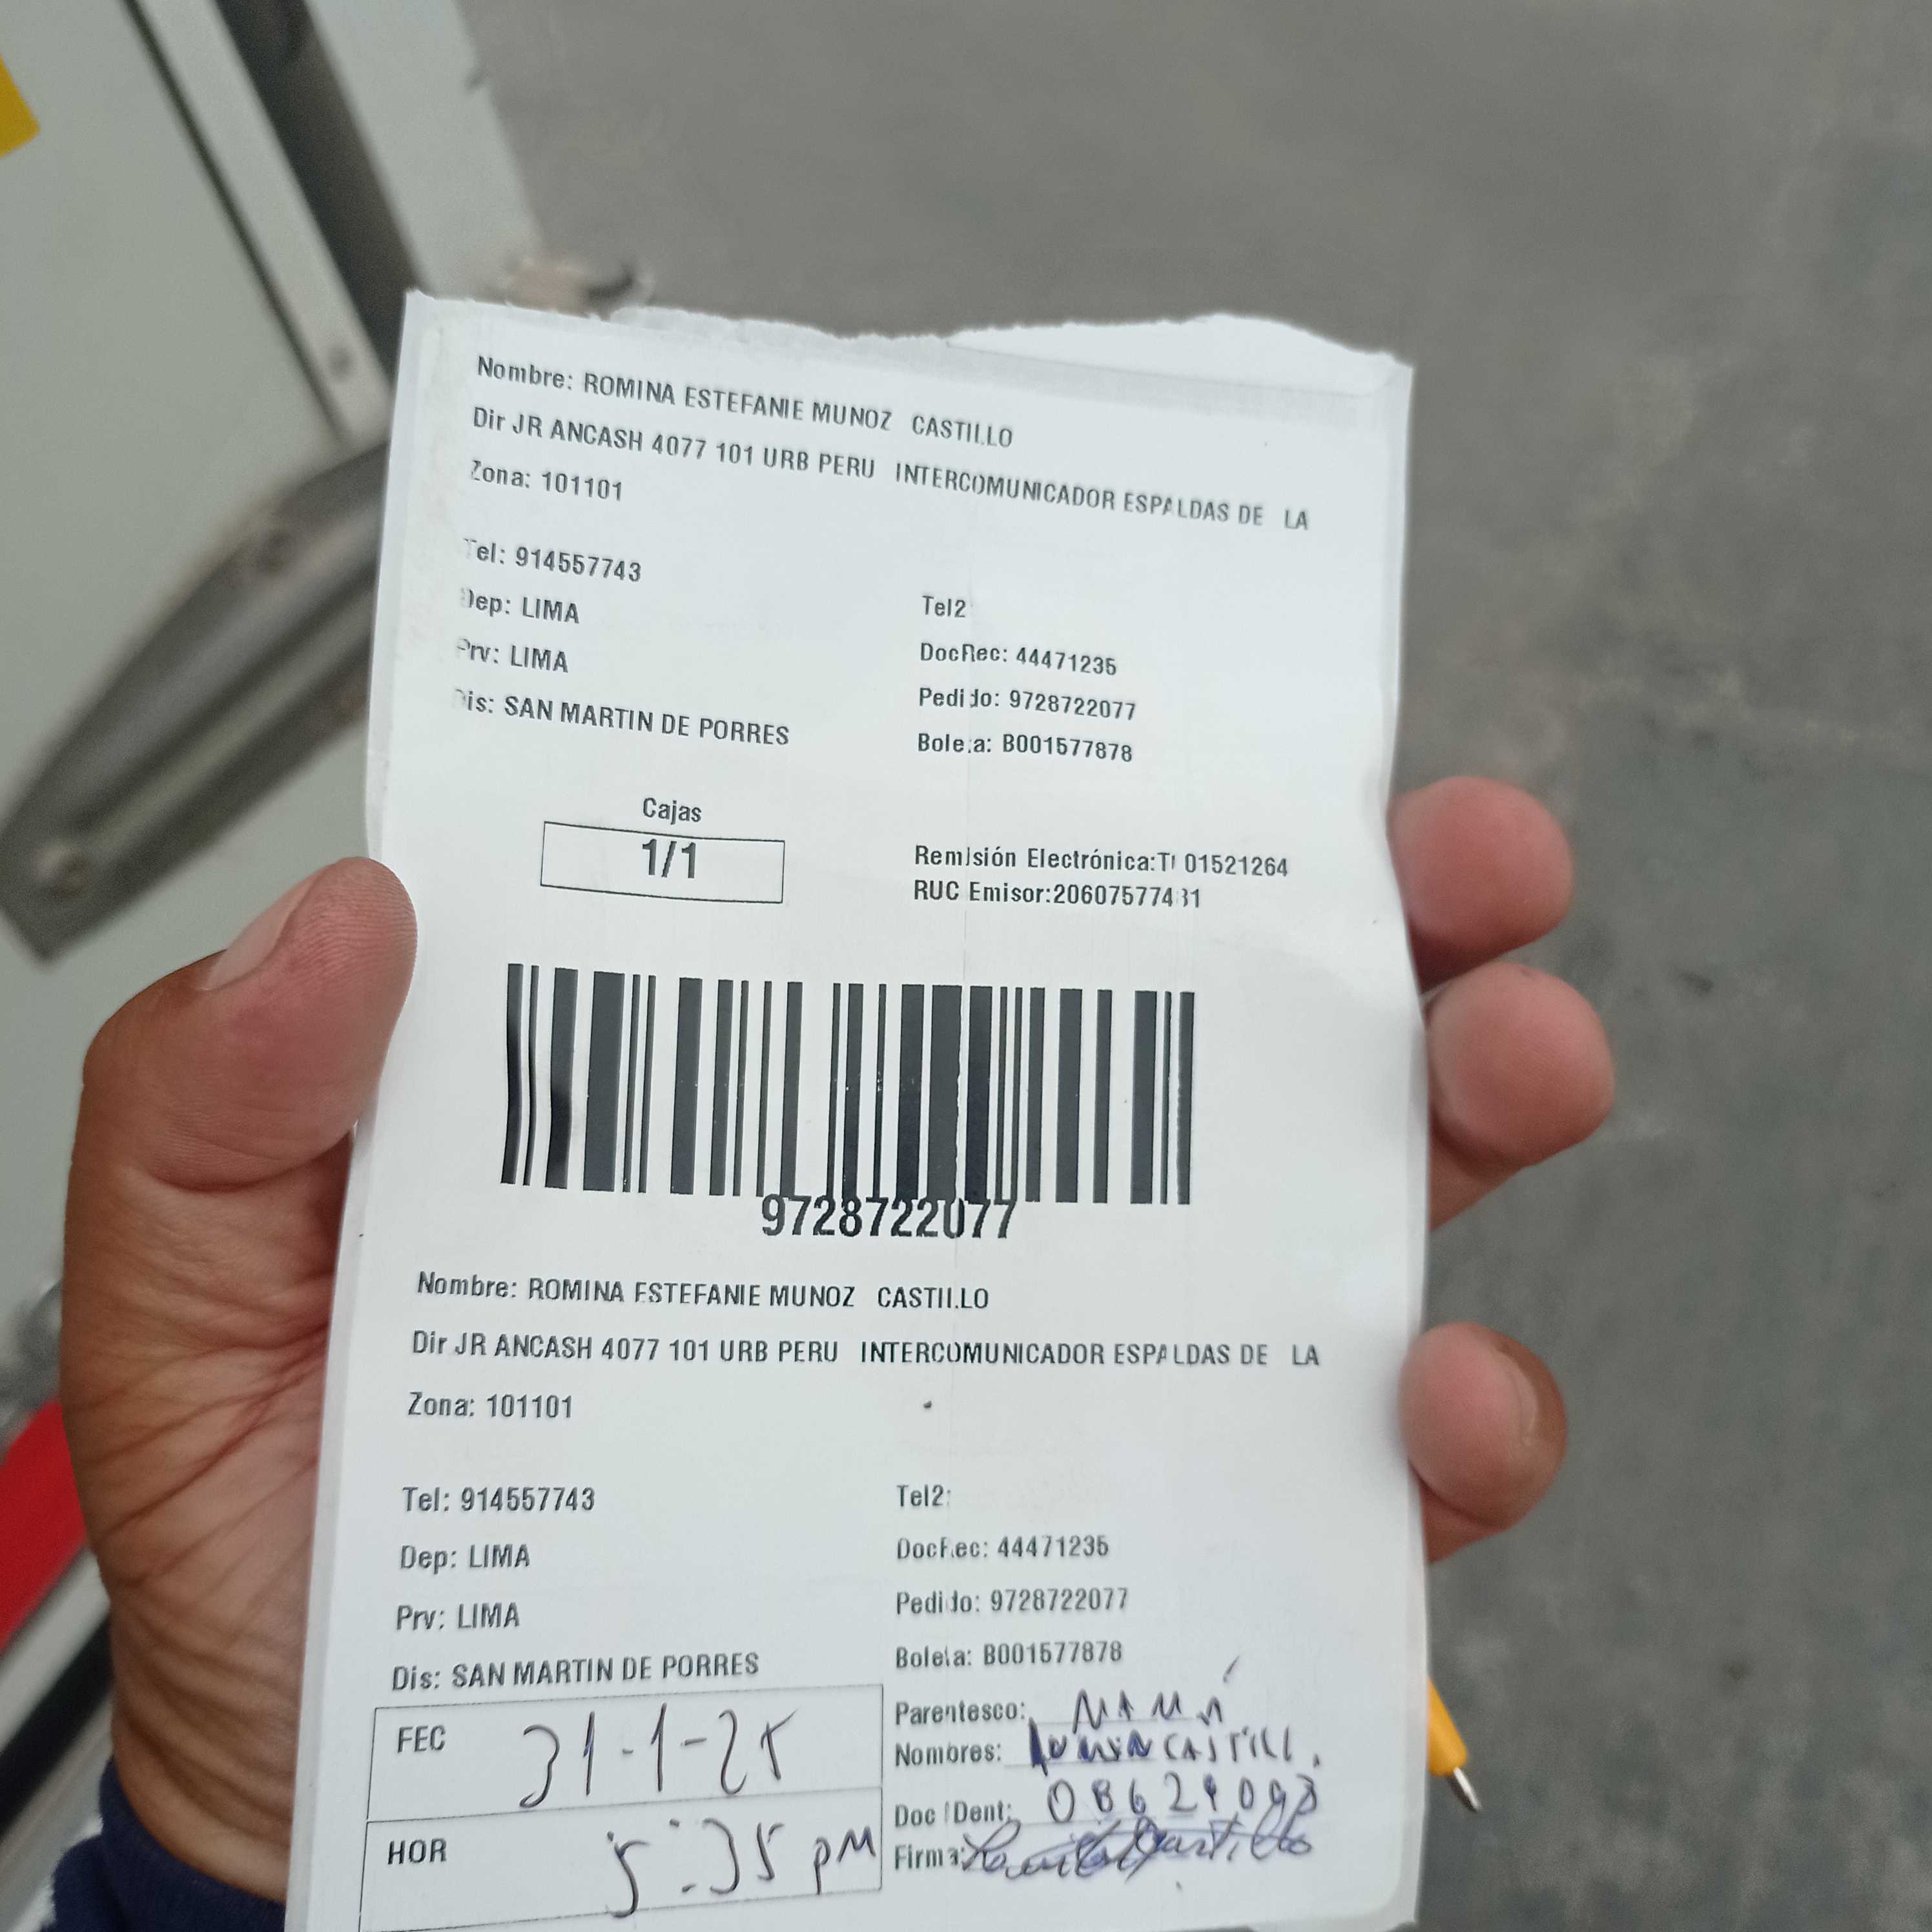 Nombre: ROMINA ESTEFANIE MUNOZ CASTILLO
Dir JR ANCASH 4077 101 URB PERU INTERCOMUNICADOR ESPALDAS DE LA
Zona: 101101
Tel: 914557743
Tel2
Dep: LIMA
DocRec: 44471235
Prv: LIMA
Pedido: 9728722077
Dis: SAN MARTIN DE PORRES
Boleta: B001577878
Cajas
1/1
Remisión Electrónica: 01521264
RUC Emisor:
9728722077
Nombre: ROMINA ESTEFANIE MUNOZ CASTILLO
Dir JR ANCASH 4077 101 URB PERU INTERCOMUNICADOR ESPALDAS DE LA
Zona: 101101
Tel: 914557743
Tel2:
Dep: LIMA
DocRec: 44471235
Prv: LIMA
Pedido: 9728722077
Dis: SAN MARTIN DE PORRES
Boleta: B001577878
FEC 31-1-25
Parentesco: MAMÁ
Nombres:
HOR 5:35 PM
Doc IDent:
Firma: